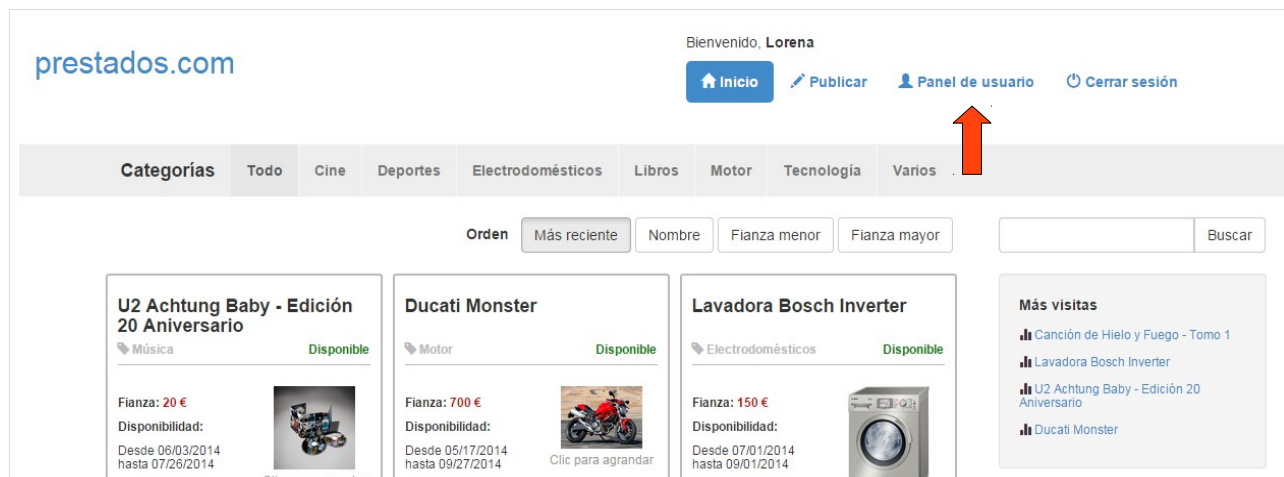 prestados.com
Bienvenido, Lorena
Inicio Publicar Panel de usuario Cerrar sesión
Categorías Todo Cine Deportes Electrodomésticos Libros Motor Tecnología Varios
Orden Más reciente Nombre Fianza menor Fianza mayor Buscar
U2 Achtung Baby - Edición
20 Aniversario
Música Disponible
Fianza: 20 €
Disponibilidad:
Desde 06/03/2014
hasta 07/26/2014
Ducati Monster
Motor Disponible
Fianza: 700 €
Disponibilidad:
Desde 05/17/2014
hasta 09/27/2014
Clic para agrandar
Lavadora Bosch Inverter
Electrodomésticos Disponible
Fianza: 150 €
Disponibilidad:
Desde 07/01/2014
hasta 09/01/2014
Más visitas
Canción de Hielo y Fuego - Tomo 1
Lavadora Bosch Inverter
U2 Achtung Baby - Edición 20
Aniversario
Ducati Monster